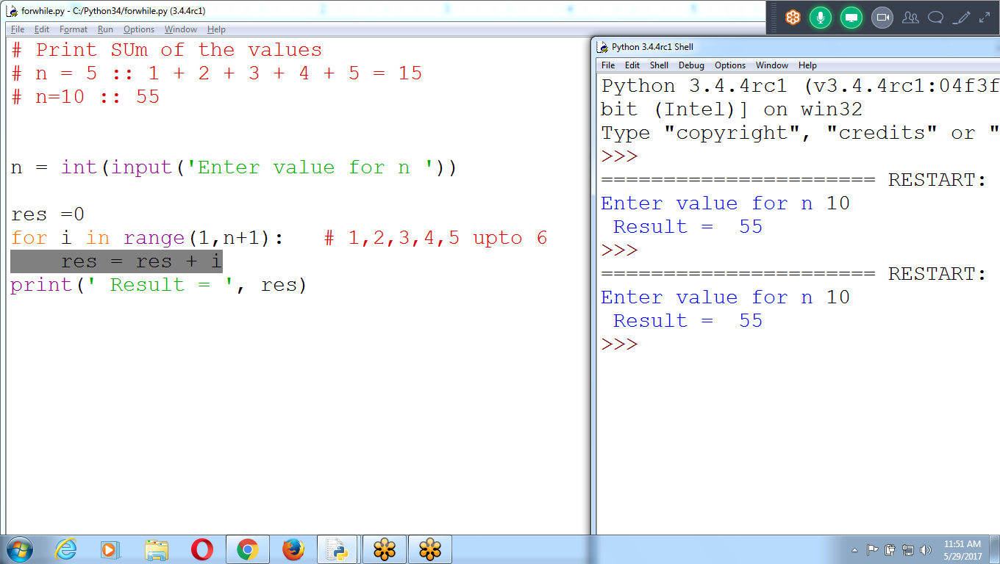 forwhile.py - C:/Python34/forwhile.py (3.4.4rc1)
File Edit Format Run Options Window Help
# Print SUm of the values
# n = 5 :: 1 + 2 + 3 + 4 + 5 = 15
# n=10 :: 55
n = int(input('Enter value for n '))
res =0
for i in range(1,n+1):   # 1,2,3,4,5 upto 6
    res = res + i
print(' Result = ', res)
Python 3.4.4rc1 Shell
File Edit Shell Debug Options Window Help
Python 3.4.4rc1 (v3.4.4rc1:04f3f
bit (Intel)] on win32
Type "copyright", "credits" or "
>>>
====================== RESTART:
Enter value for n 10
 Result =  55
>>>
====================== RESTART:
Enter value for n 10
 Result =  55
>>>
11:51 AM
5/29/2017